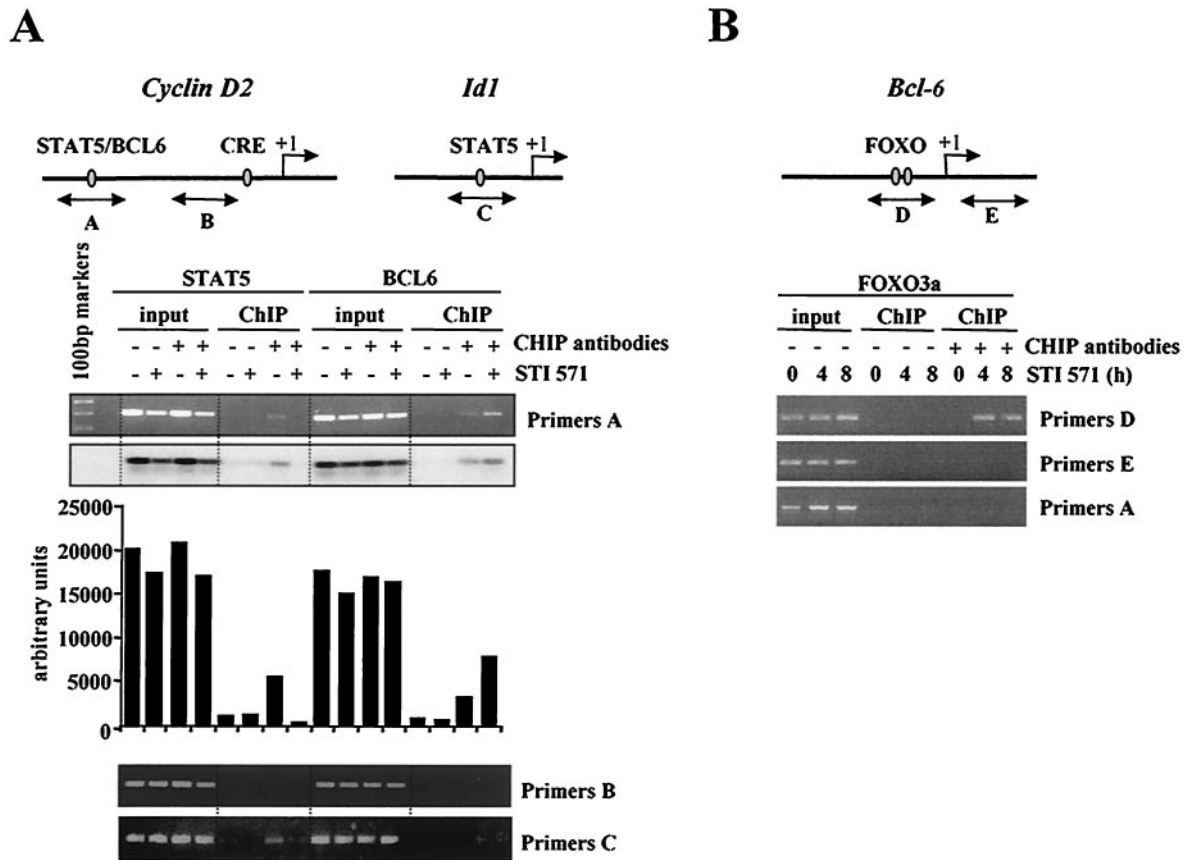 A
Cyclin D2
Id1
STAT5/BCL6
CRE
+1
STAT5
+1
A
B
C
100bp markers
STAT5
BCL6
input
ChIP
input
ChIP
- - + + - - + + - - + + - - + + CHIP antibodies
- + - + - + - + - + - + - + - + STI 571
Primers A
25000
20000
15000
10000
5000
0
arbitrary units
Primers B
Primers C
B
Bcl-6
FOXO
+1
D
E
FOXO3a
input
ChIP
ChIP
- - - - - - + + + CHIP antibodies
0 4 8 0 4 8 0 4 8 STI 571 (h)
Primers D
Primers E
Primers A